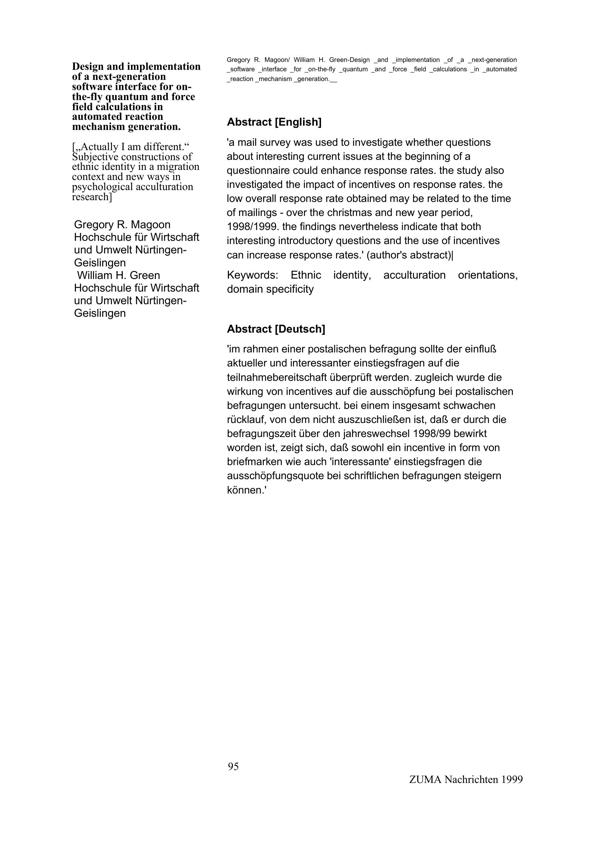 Design and implementation
of a next-generation
software interface for on-
the-fly quantum and force
field calculations in
automated reaction
mechanism generation.
[„Actually I am different.“
Subjective constructions of
ethnic identity in a migration
context and new ways in
psychological acculturation
research]
Gregory R. Magoon
Hochschule für Wirtschaft
und Umwelt Nürtingen-
Geislingen
William H. Green
Hochschule für Wirtschaft
und Umwelt Nürtingen-
Geislingen
Gregory R. Magoon/ William H. Green-Design _and _implementation _of _a _next-generation
_software _interface _for _on-the-fly _quantum _and _force _field _calculations _in _automated
_reaction _mechanism _generation.__
Abstract [English]
'a mail survey was used to investigate whether questions
about interesting current issues at the beginning of a
questionnaire could enhance response rates. the study also
investigated the impact of incentives on response rates. the
low overall response rate obtained may be related to the time
of mailings - over the christmas and new year period,
1998/1999. the findings nevertheless indicate that both
interesting introductory questions and the use of incentives
can increase response rates.' (author's abstract)|
Keywords: Ethnic identity, acculturation orientations,
domain specificity
Abstract [Deutsch]
'im rahmen einer postalischen befragung sollte der einfluß
aktueller und interessanter einstiegsfragen auf die
teilnahmebereitschaft überprüft werden. zugleich wurde die
wirkung von incentives auf die ausschöpfung bei postalischen
befragungen untersucht. bei einem insgesamt schwachen
rücklauf, von dem nicht auszuschließen ist, daß er durch die
befragungszeit über den jahreswechsel 1998/99 bewirkt
worden ist, zeigt sich, daß sowohl ein incentive in form von
briefmarken wie auch 'interessante' einstiegsfragen die
ausschöpfungsquote bei schriftlichen befragungen steigern
können.'
95
ZUMA Nachrichten 1999